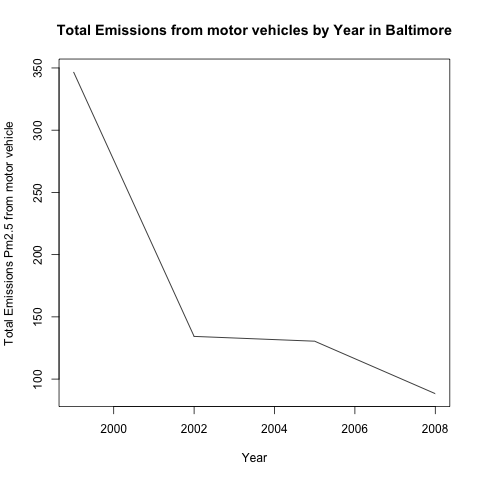 Total Emissions from motor vehicles by Year in Baltimore
Total Emissions Pm2.5 from motor vehicle
350
300
250
200
150
100
2000 2002 2004 2006 2008
Year